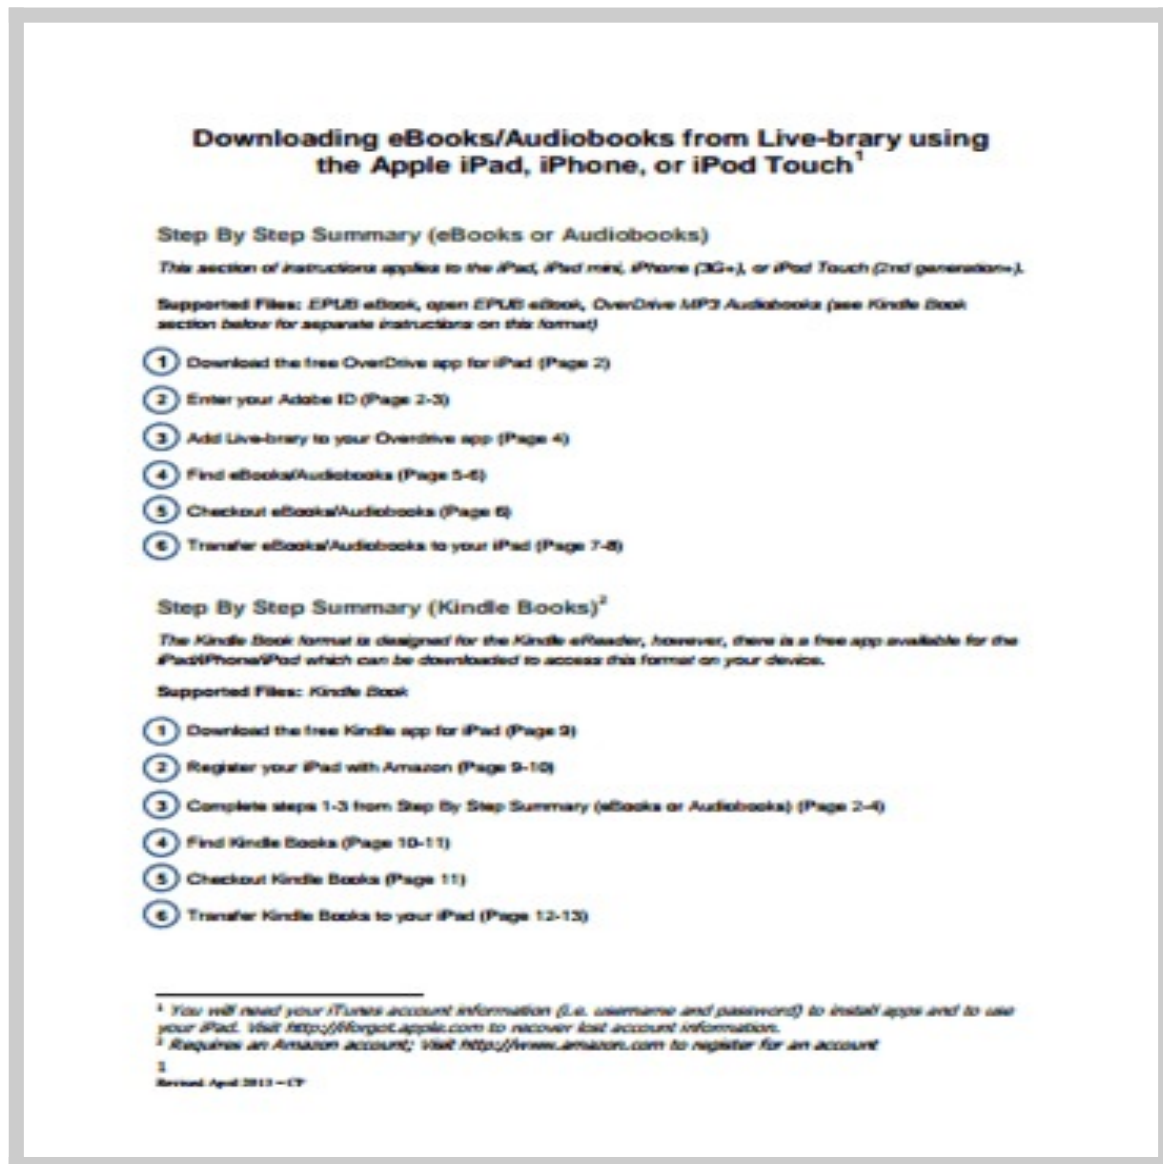 Downloading eBooks/Audiobooks from Live-brary using
the Apple iPad, iPhone, or iPod Touch¹
Step By Step Summary (eBooks or Audiobooks)
This section of instructions applies to the iPad, iPad mini, iPhone (3G+), or iPod Touch (2nd generation+).
Supported Files: EPUB eBook, open EPUB eBook, OverDrive MP3 Audiobooks (see Kindle Book
section below for separate instructions on this format)
1 Download the free OverDrive app for iPad (Page 2)
2 Enter your Adobe ID (Page 2-3)
3 Add Live-brary to your Overdrive app (Page 4)
4 Find eBooks/Audiobooks (Page 5-6)
5 Checkout eBooks/Audiobooks (Page 6)
6 Transfer eBooks/Audiobooks to your iPad (Page 7-8)
Step By Step Summary (Kindle Books)²
The Kindle Book format is designed for the Kindle eReader, however, there is a free app available for the
iPad/iPhone/iPod which can be downloaded to access this format on your device.
Supported Files: Kindle Book
1 Download the free Kindle app for iPad (Page 9)
2 Register your iPad with Amazon (Page 9-10)
3 Complete steps 1-3 from Step By Step Summary (eBooks or Audiobooks) (Page 2-4)
4 Find Kindle Books (Page 10-11)
5 Checkout Kindle Books (Page 11)
6 Transfer Kindle Books to your iPad (Page 12-13)
¹ You will need your iTunes account information (i.e. username and password) to install apps and to use
your iPad. Visit http://iforgot.apple.com to recover lost account information.
² Requires an Amazon account; Visit http://www.amazon.com to register for an account
1
Revised April 2013 – CP